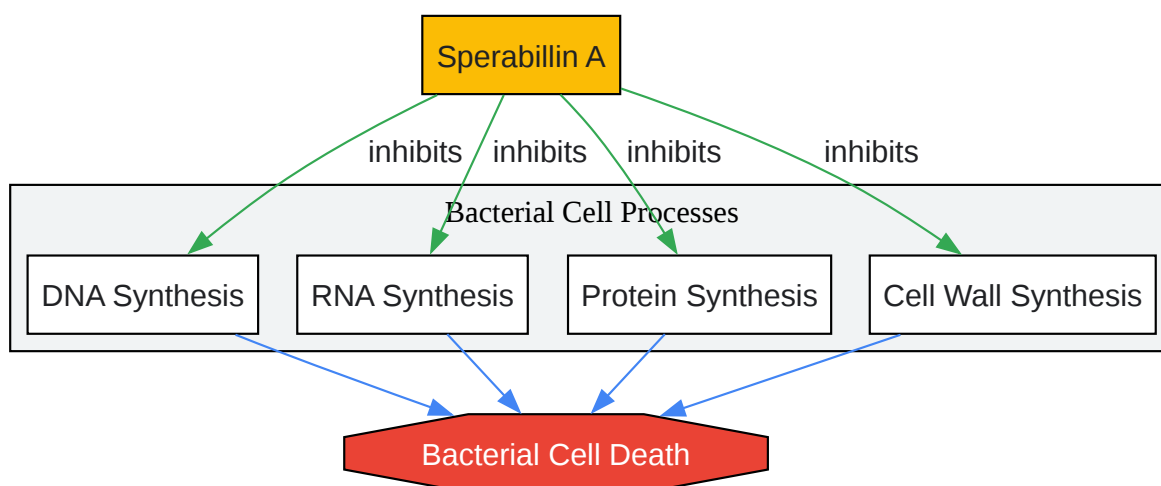 Sperabillin A
inhibits inhibits inhibits inhibits
Bacterial Cell Processes
DNA Synthesis RNA Synthesis Protein Synthesis Cell Wall Synthesis
Bacterial Cell Death